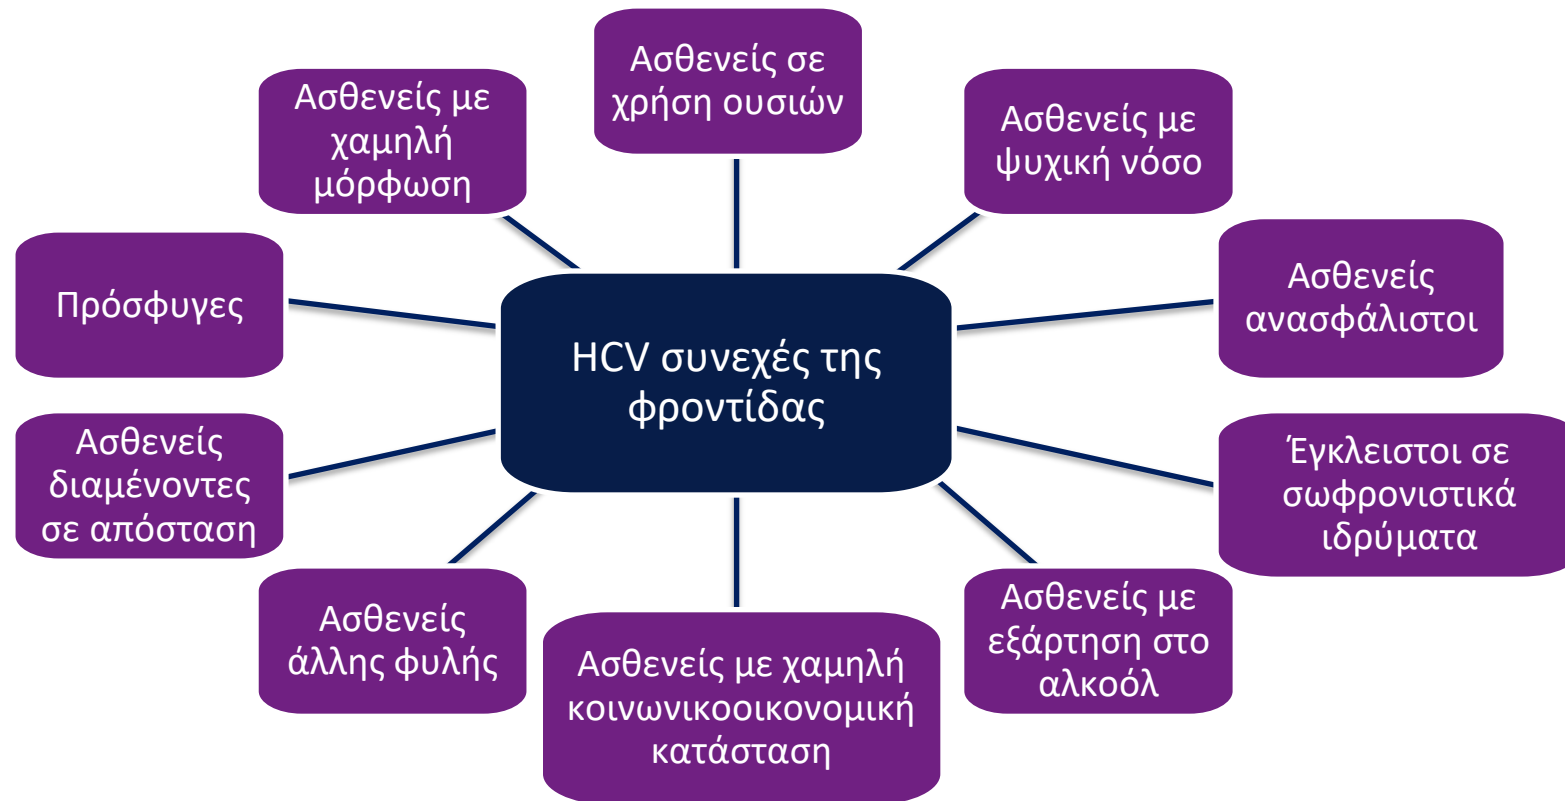 Ασθενείς σε
χρήση ουσιών
Ασθενείς με
χαμηλή
μόρφωση
Ασθενείς με
ψυχική νόσο
Πρόσφυγες
Ασθενείς
ανασφάλιστοι
HCV συνεχές της
φροντίδας
Ασθενείς
διαμένοντες
σε απόσταση
Έγκλειστοι σε
σωφρονιστικά
ιδρύματα
Ασθενείς
άλλης φυλής
Ασθενείς με χαμηλή
κοινωνικοοικονομική
κατάσταση
Ασθενείς με
εξάρτηση στο
αλκοόλ